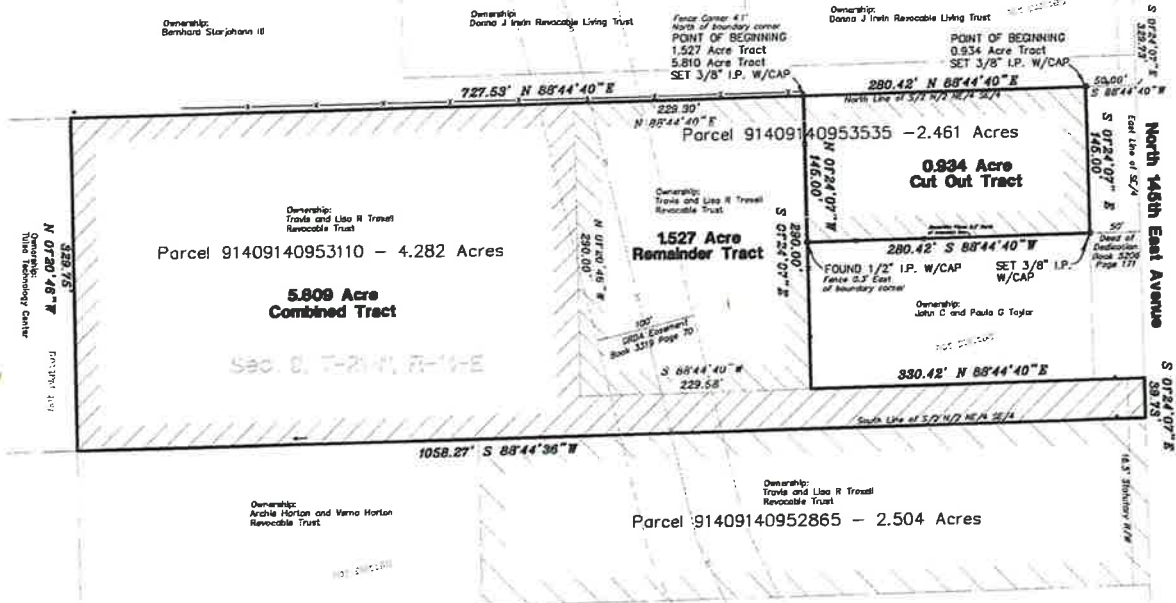 Ownership:
Bernhard Starjohann III
Ownership:
Donna J Irwin Revocable Living Trust
Fence Corner 4.1'
North of boundary corner
POINT OF BEGINNING
1.527 Acre Tract
5.810 Acre Tract
SET 3/8" I.P. W/CAP
Ownership:
Donna J Irwin Revocable Living Trust
POINT OF BEGINNING
0.934 Acre Tract
SET 3/8" I.P. W/CAP
S 01°24'07" E
329.73'
727.53' N 88°44'40" E
280.42' N 88°44'40" E
50.00'
S 88°44'40" W
229.30'
N 88°44'40" E
North Line of S/2 N/2 NE/4 SE/4
Parcel 91409140953535 -2.461 Acres
N 01°24'07" W
145.00'
0.934 Acre
Cut Out Tract
S 01°24'07" E
145.00'
East Line of SE/4
North 145th East Avenue
Ownership:
Travis and Lisa R Troxell
Revocable Trust
Parcel 91409140953110 - 4.282 Acres
5.809 Acre
Combined Tract
N 01°20'46" W
290.00'
Ownership:
Travis and Lisa R Troxell
Revocable Trust
1.527 Acre
Remainder Tract
S 01°24'07" E
290.00'
280.42' S 88°44'40" W
FOUND 1/2" I.P. W/CAP
Fence 0.3' East
of boundary corner
SET 3/8" I.P.
W/CAP
50'
Deed of
Dedication
Book 5206
Page 171
Ownership:
John C and Paula G Taylor
329.75'
N 01°20'46" W
Ownership:
Tulsa Technology Center
100'
GRDA Easement
Book 3319 Page 70
S 88°44'40" W
229.58'
330.42' N 88°44'40" E
S 01°24'07" E
39.73'
South Line of S/2 N/2 NE/4 SE/4
1058.27' S 88°44'36" W
Ownership:
Archie Horton and Verna Horton
Revocable Trust
Ownership:
Travis and Lisa R Troxell
Revocable Trust
Parcel 91409140952865 - 2.504 Acres
16.5' Statutory R/W